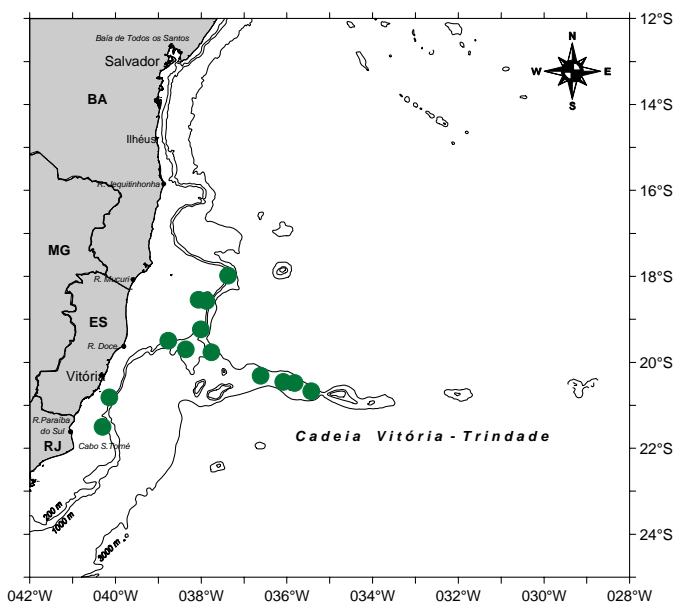 12°S
Baía de Todos os Santos
N
Salvador
W E
S
BA
14°S
Ilhéus
R. Jequitinhonha
16°S
MG
R. Mucuri
18°S
ES
R. Doce
Vitória
20°S
R.Paraíba
do Sul
RJ
Cabo S.Tomé
Cadeia Vitória - Trindade
22°S
200 m
1000 m
3000 m
24°S
042°W 040°W 038°W 036°W 034°W 032°W 030°W 028°W